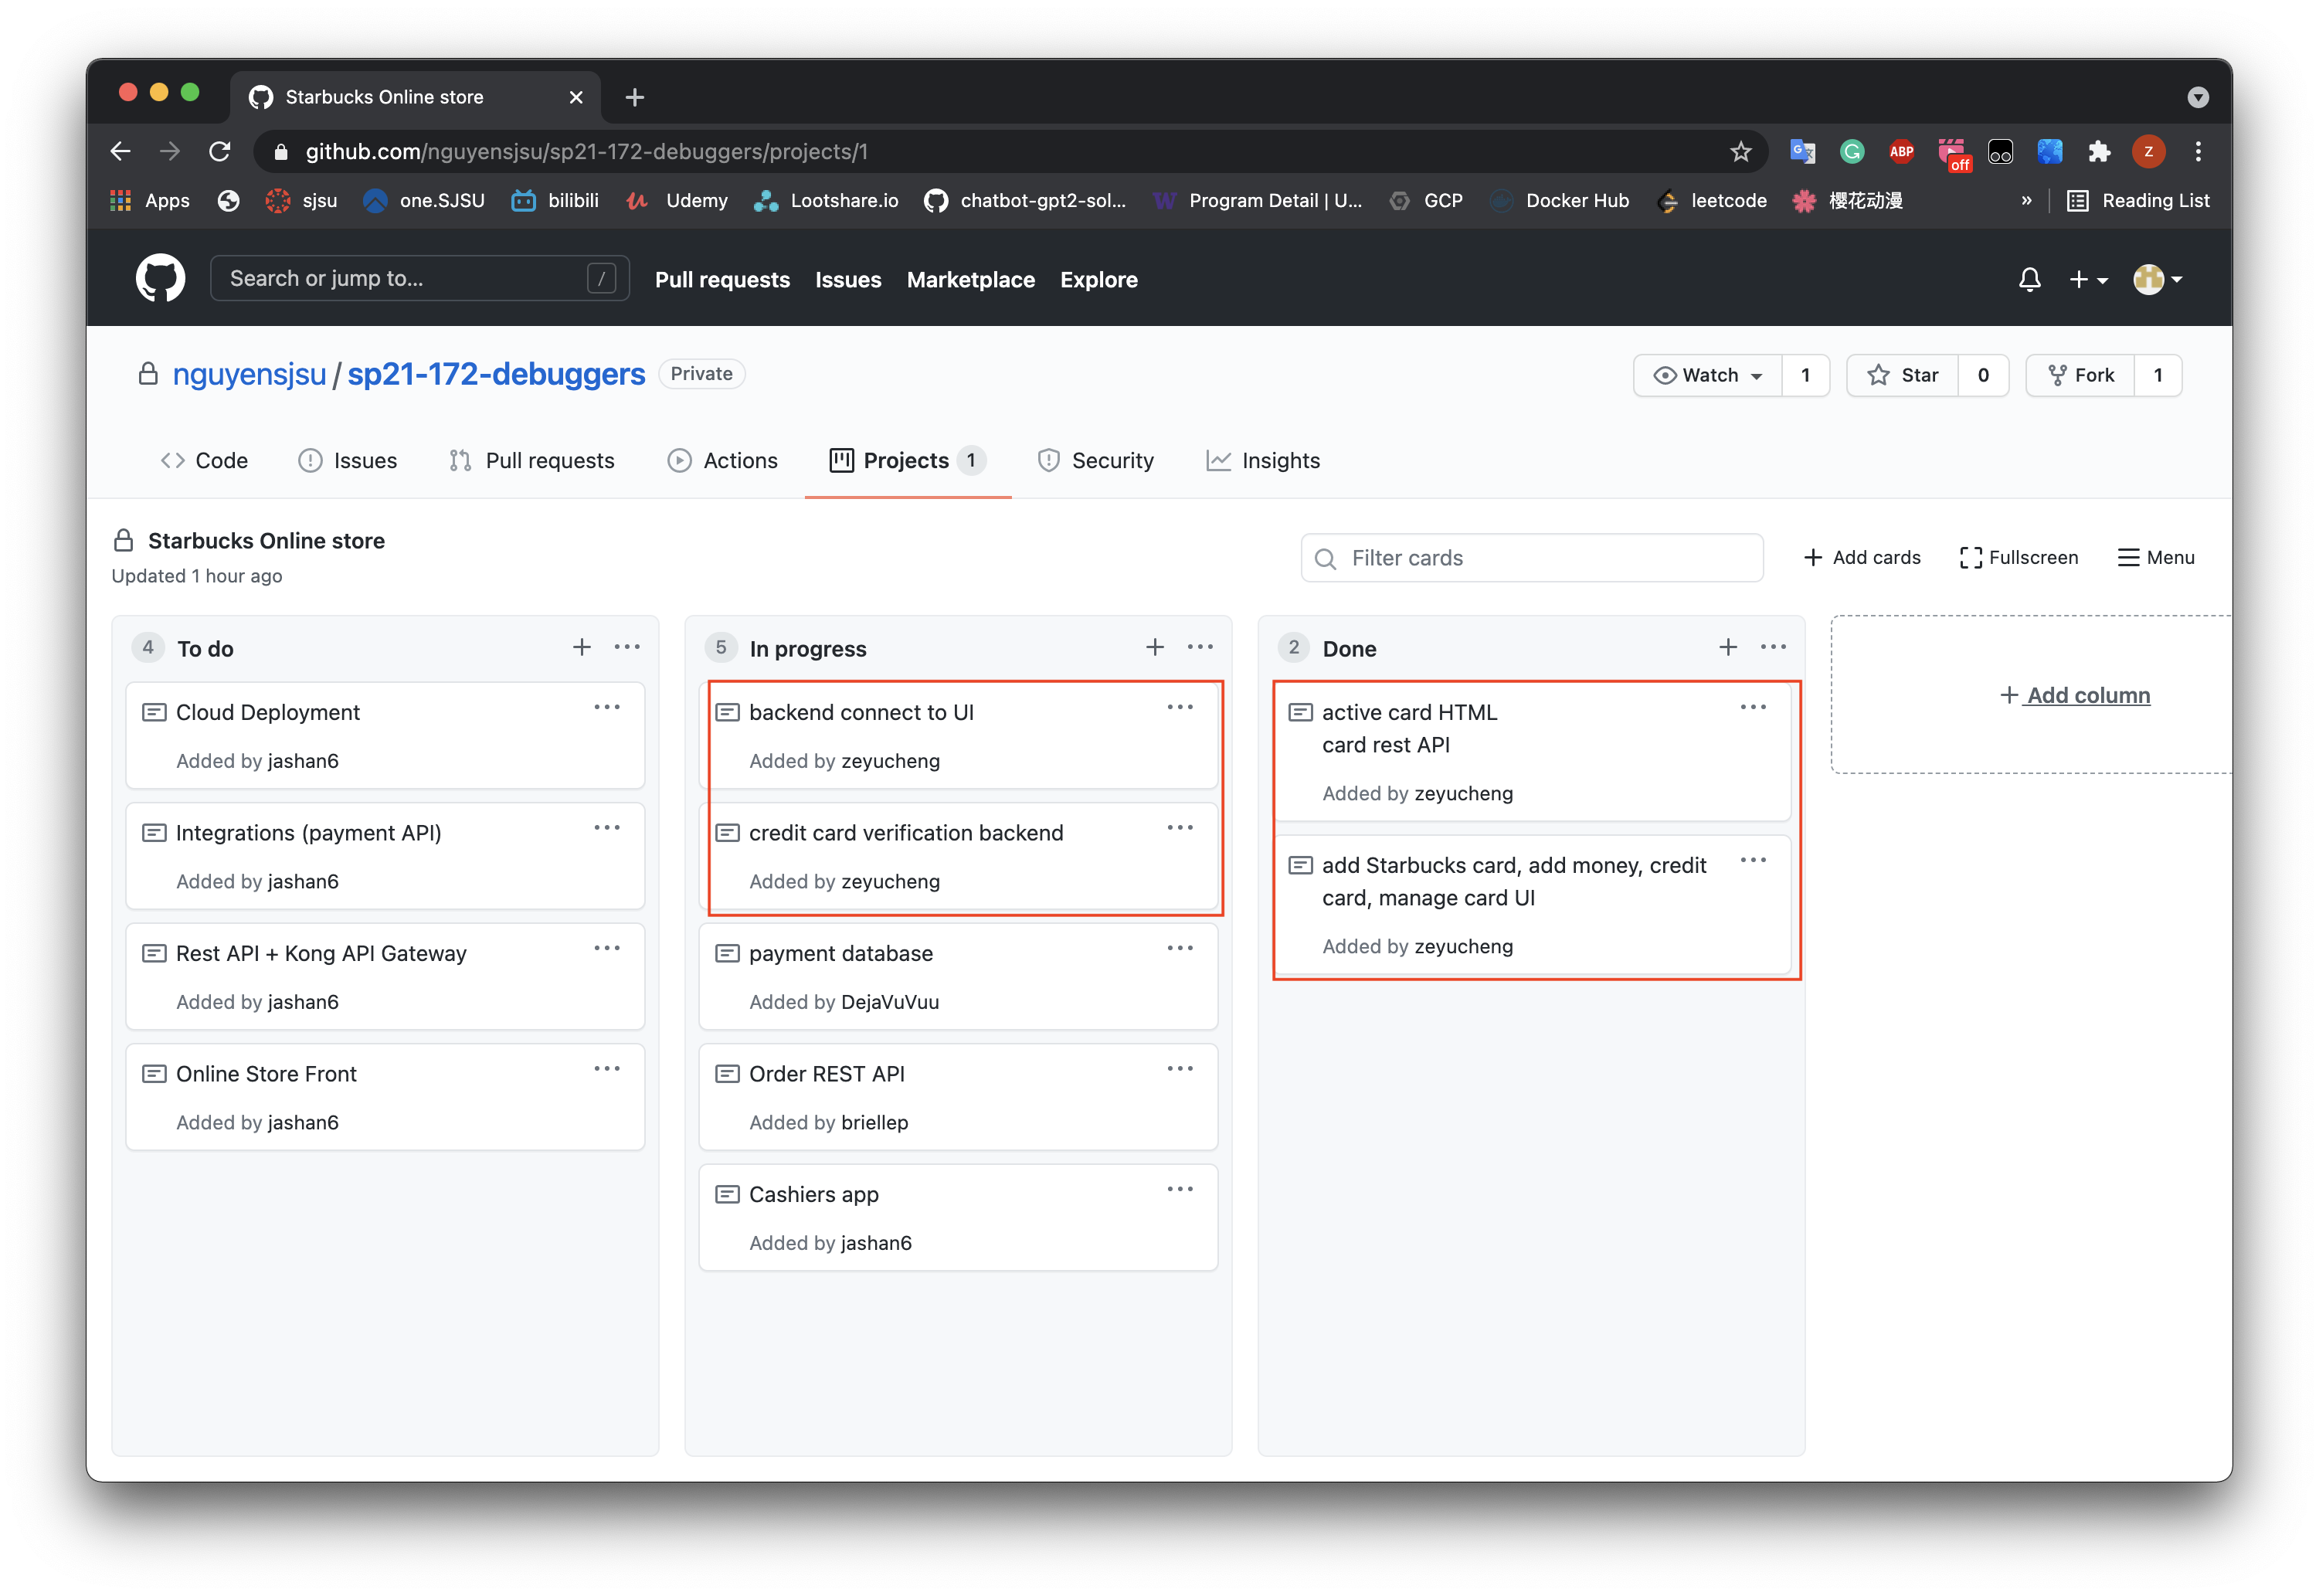 Starbucks Online store
github.com/nguyensjsu/sp21-172-debuggers/projects/1
ABP
off
Z
Apps
sjsu
one.SJSU
bilibili
Udemy
Lootshare.io
chatbot-gpt2-sol...
W
Program Detail | U...
GCP
Docker Hub
leetcode
樱花动漫
»
Reading List
Search or jump to...
/
Pull requests
Issues
Marketplace
Explore
nguyensjsu / sp21-172-debuggers
Private
Watch
1
Star
0
Fork
1
Code
Issues
Pull requests
Actions
Projects 1
Security
Insights
Starbucks Online store
Updated 1 hour ago
Filter cards
+ Add cards
Fullscreen
Menu
4 To do
Cloud Deployment
Added by jashan6
Integrations (payment API)
Added by jashan6
Rest API + Kong API Gateway
Added by jashan6
Online Store Front
Added by jashan6
5 In progress
backend connect to UI
Added by zeyucheng
credit card verification backend
Added by zeyucheng
payment database
Added by DejaVuVuu
Order REST API
Added by briellep
Cashiers app
Added by jashan6
2 Done
active card HTML
card rest API
Added by zeyucheng
add Starbucks card, add money, credit
card, manage card UI
Added by zeyucheng
+ Add column